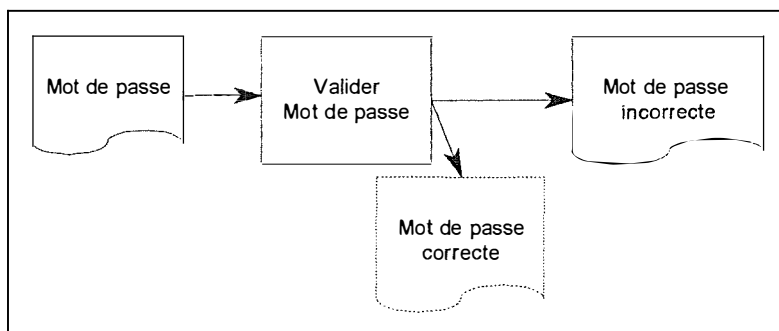 Mot de passe
Valider
Mot de passe
Mot de passe
incorrecte
Mot de passe
correcte